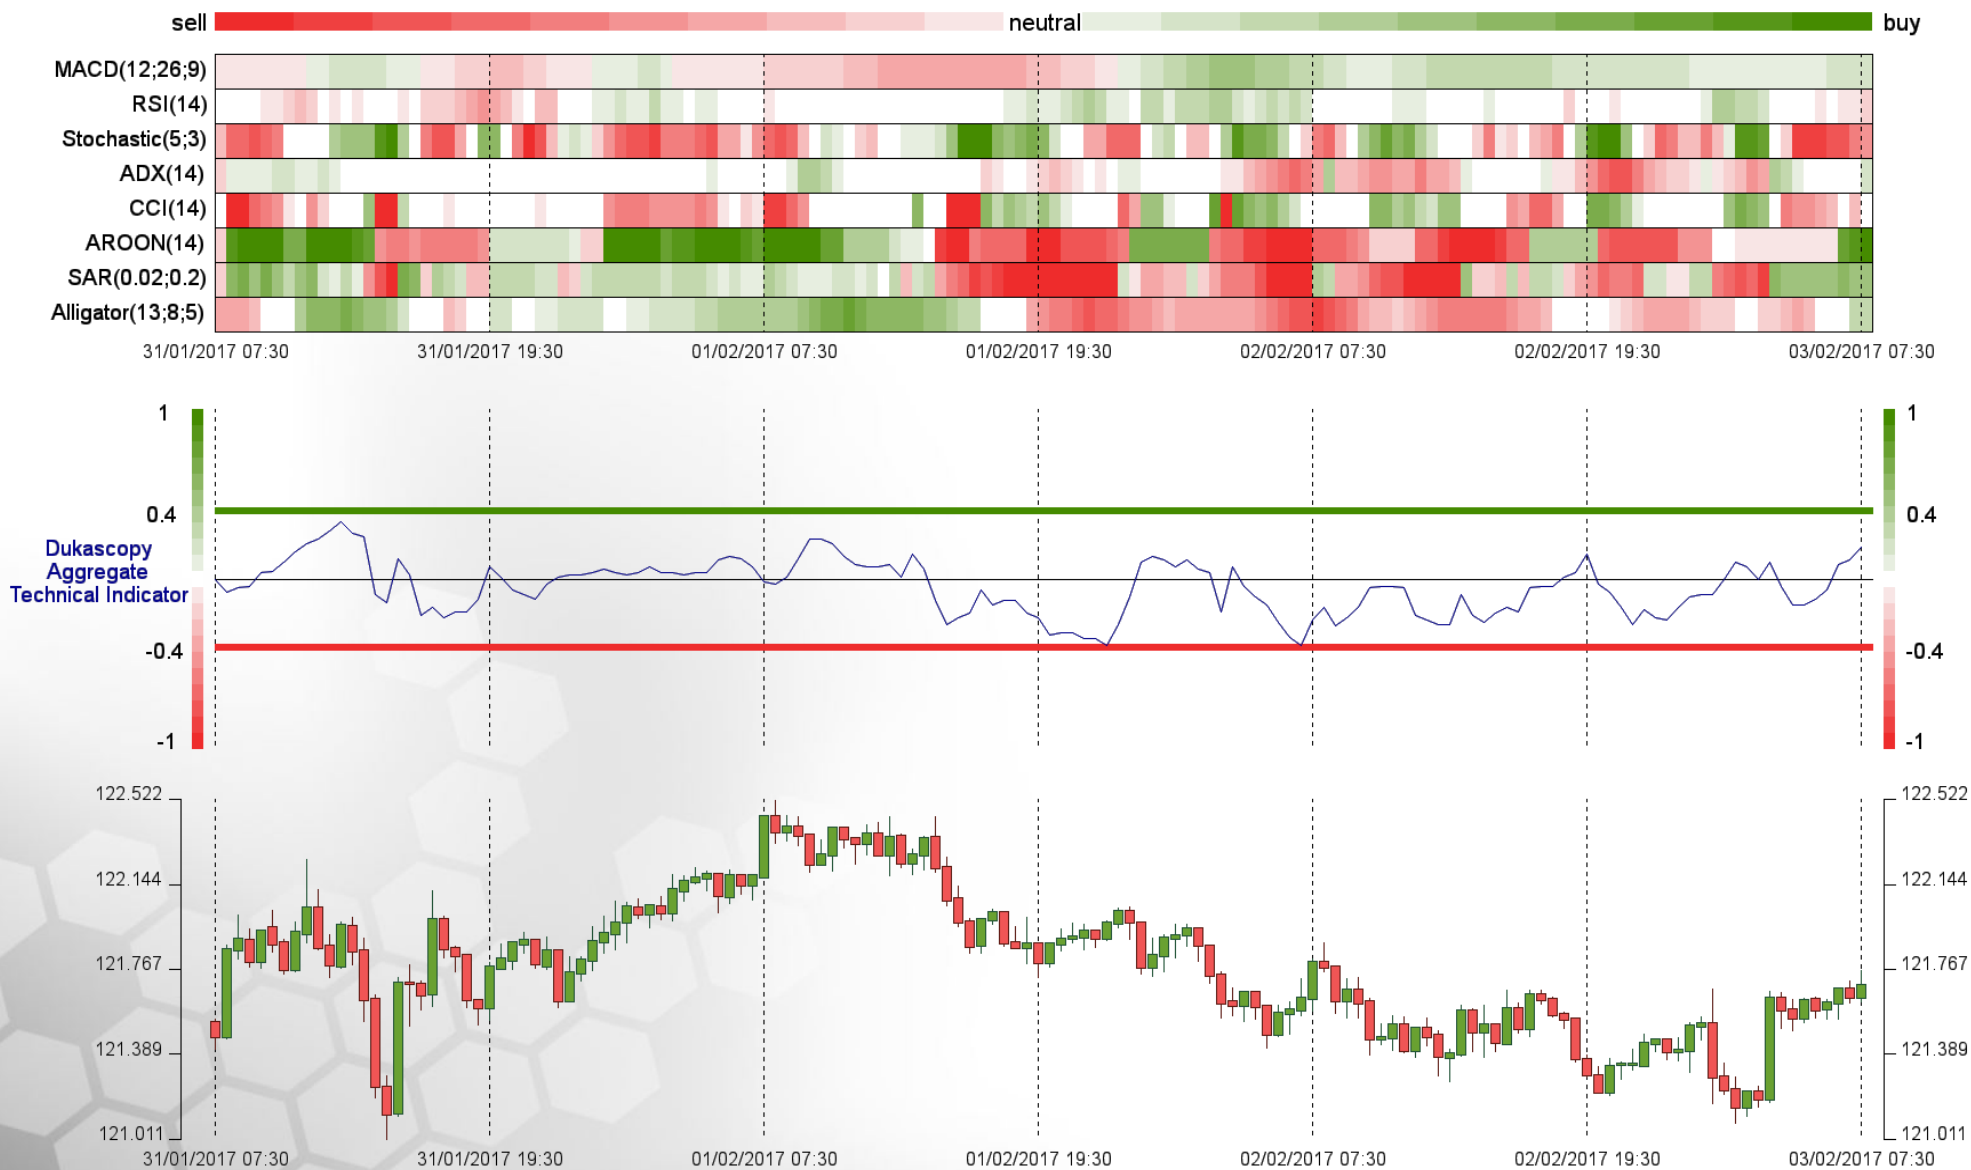 sell neutral buy
MACD(12;26;9)
RSI(14)
Stochastic(5;3)
ADX(14)
CCI(14)
AROON(14)
SAR(0.02;0.2)
Alligator(13;8;5)
31/01/2017 07:30 31/01/2017 19:30 01/02/2017 07:30 01/02/2017 19:30 02/02/2017 07:30 02/02/2017 19:30 03/02/2017 07:30
1 1
0.4 0.4
Dukascopy
Aggregate
Technical Indicator
-0.4 -0.4
-1 -1
122.522 122.522
122.144 122.144
121.767 121.767
121.389 121.389
121.011 121.011
31/01/2017 07:30 31/01/2017 19:30 01/02/2017 07:30 01/02/2017 19:30 02/02/2017 07:30 02/02/2017 19:30 03/02/2017 07:30